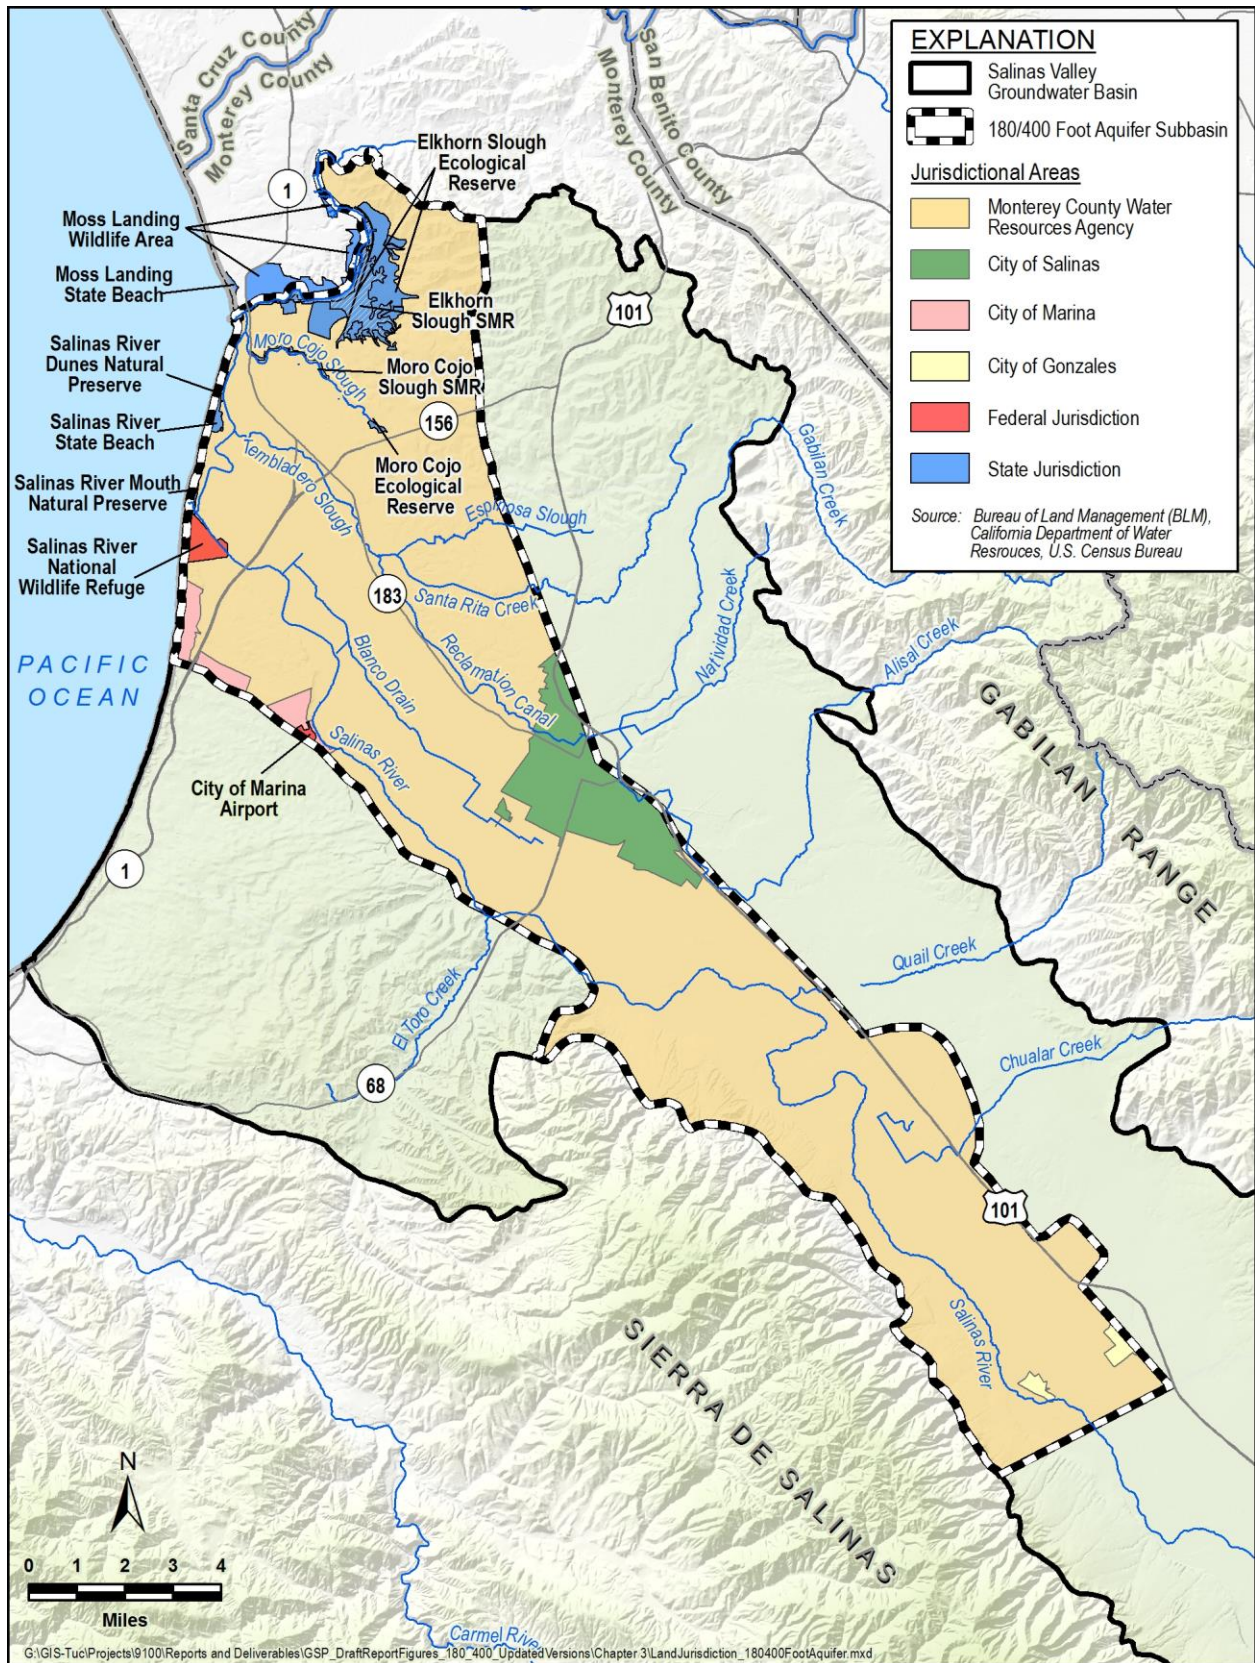 Santa Cruz County
Monterey County
San Benito County
Monterey County
EXPLANATION
Salinas Valley
Groundwater Basin
180/400 Foot Aquifer Subbasin
Jurisdictional Areas
Monterey County Water
Resources Agency
City of Salinas
City of Marina
City of Gonzales
Federal Jurisdiction
State Jurisdiction
Source: Bureau of Land Management (BLM),
California Department of Water
Resrouces, U.S. Census Bureau
Elkhorn Slough
Ecological
Reserve
1
Moss Landing
Wildlife Area
Moss Landing
State Beach
Elkhorn
Slough SMR
101
Salinas River
Dunes Natural
Preserve
Moro Cojo Slough
Moro Cojo
Slough SMR
Salinas River
State Beach
156
Tembladero Slough
Moro Cojo
Ecological
Reserve
Gabilan Creek
Salinas River Mouth
Natural Preserve
Espinosa Slough
Salinas River
National
Wildlife Refuge
183
Santa Rita Creek
Natividad Creek
Alisal Creek
PACIFIC
OCEAN
Blanco Drain
Reclamation Canal
Salinas River
City of Marina
Airport
GABILAN RANGE
1
Quail Creek
El Toro Creek
Chualar Creek
68
101
Salinas River
SIERRA DE SALINAS
N
0 1 2 3 4
Miles
Carmel River
G:\GIS-Tuc\Projects\9100\Reports and Deliverables\GSP_DraftReportFigures_180_400_UpdatedVersions\Chapter 3\LandJurisdiction_180400FootAquifer.mxd